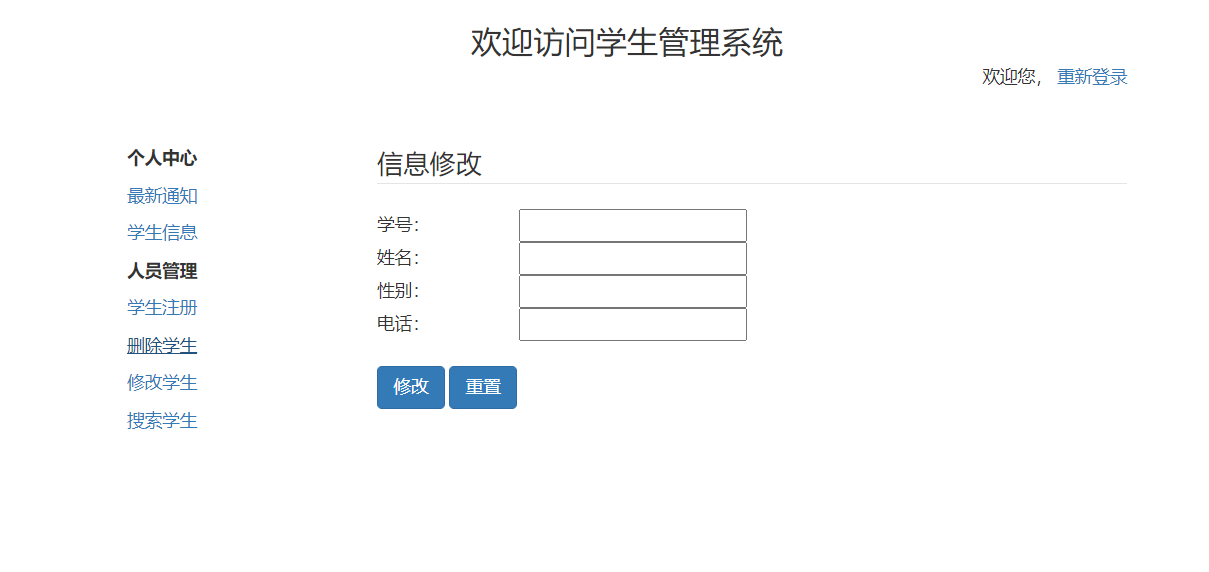 欢迎访问学生管理系统
欢迎您， 重新登录
个人中心
最新通知
学生信息
人员管理
学生注册
删除学生
修改学生
搜索学生
信息修改
学号：
姓名：
性别：
电话：
修改 重置